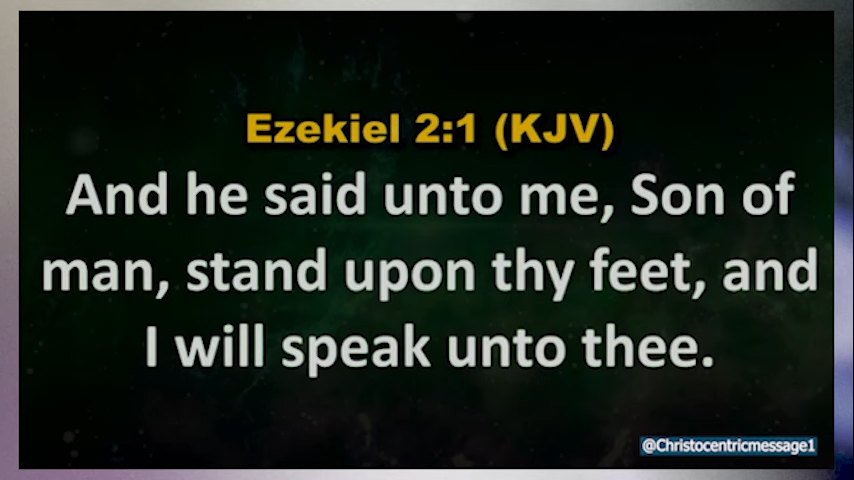 Ezekiel 2:1 (KJV)
And he said unto me, Son of
man, stand upon thy feet, and
I will speak unto thee.
@Christocentricmessage1